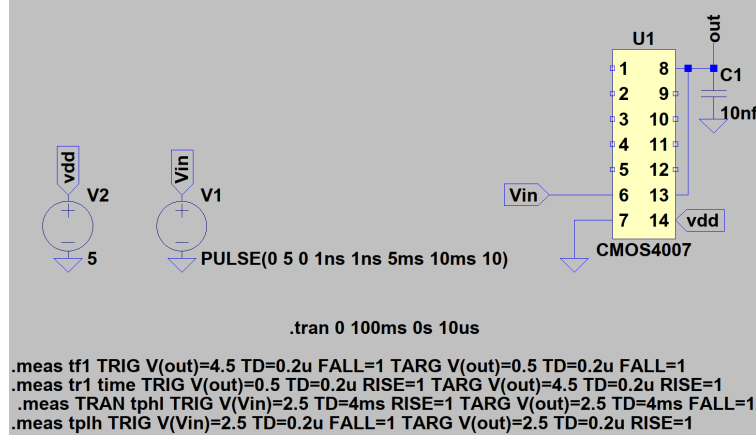 out
U1
1 8
C1
2 9
3 10
10nf
4 11
vdd
Vin
5 12
V2
V1
Vin
6 13
7 14
vdd
CMOS4007
5
PULSE(0 5 0 1ns 1ns 5ms 10ms 10)
.tran 0 100ms 0s 10us
.meas tf1 TRIG V(out)=4.5 TD=0.2u FALL=1 TARG V(out)=0.5 TD=0.2u FALL=1
.meas tr1 time TRIG V(out)=0.5 TD=0.2u RISE=1 TARG V(out)=4.5 TD=0.2u RISE=1
.meas TRAN tphl TRIG V(Vin)=2.5 TD=4ms RISE=1 TARG V(out)=2.5 TD=4ms FALL=1
.meas tplh TRIG V(Vin)=2.5 TD=0.2u FALL=1 TARG V(out)=2.5 TD=0.2u RISE=1